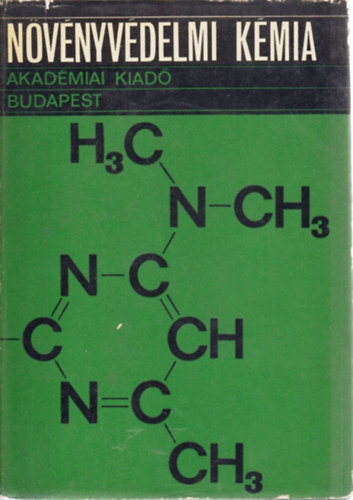 NÖVÉNYVÉDELMI KÉMIA
AKADÉMIAI KIADÓ
BUDAPEST
H₃C
N—CH₃
N—C
C CH
N=C
CH₃